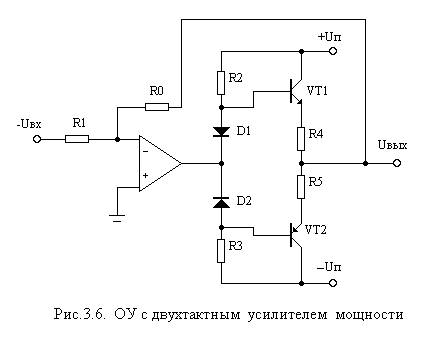 +Uп
R2
R0
VT1
-Uвх
R1
D1
R4
Uвых
−
+
D2
R5
VT2
R3
−Uп
Рис.3.6. ОУ с двухтактным усилителем мощности